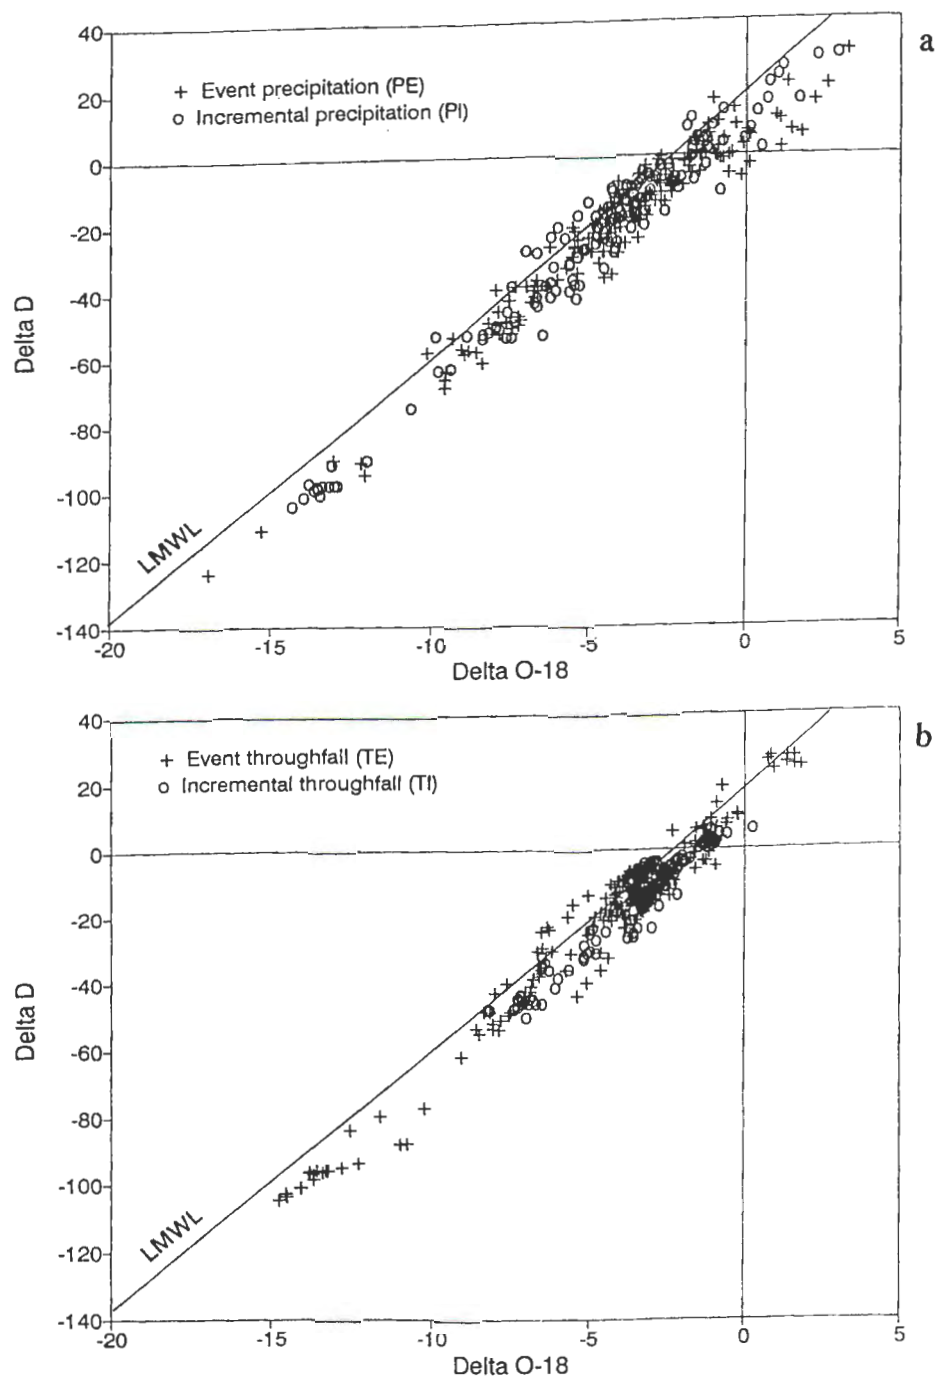 a
40
20
0
-20
-40
-60
-80
-100
-120
-140
+ Event precipitation (PE)
o Incremental precipitation (PI)
LMWL
-20 -15 -10 -5 0 5
Delta D
Delta O-18
b
40
20
0
-20
-40
-60
-80
-100
-120
-140
+ Event throughfall (TE)
o Incremental throughfall (TI)
LMWL
-20 -15 -10 -5 0 5
Delta D
Delta O-18